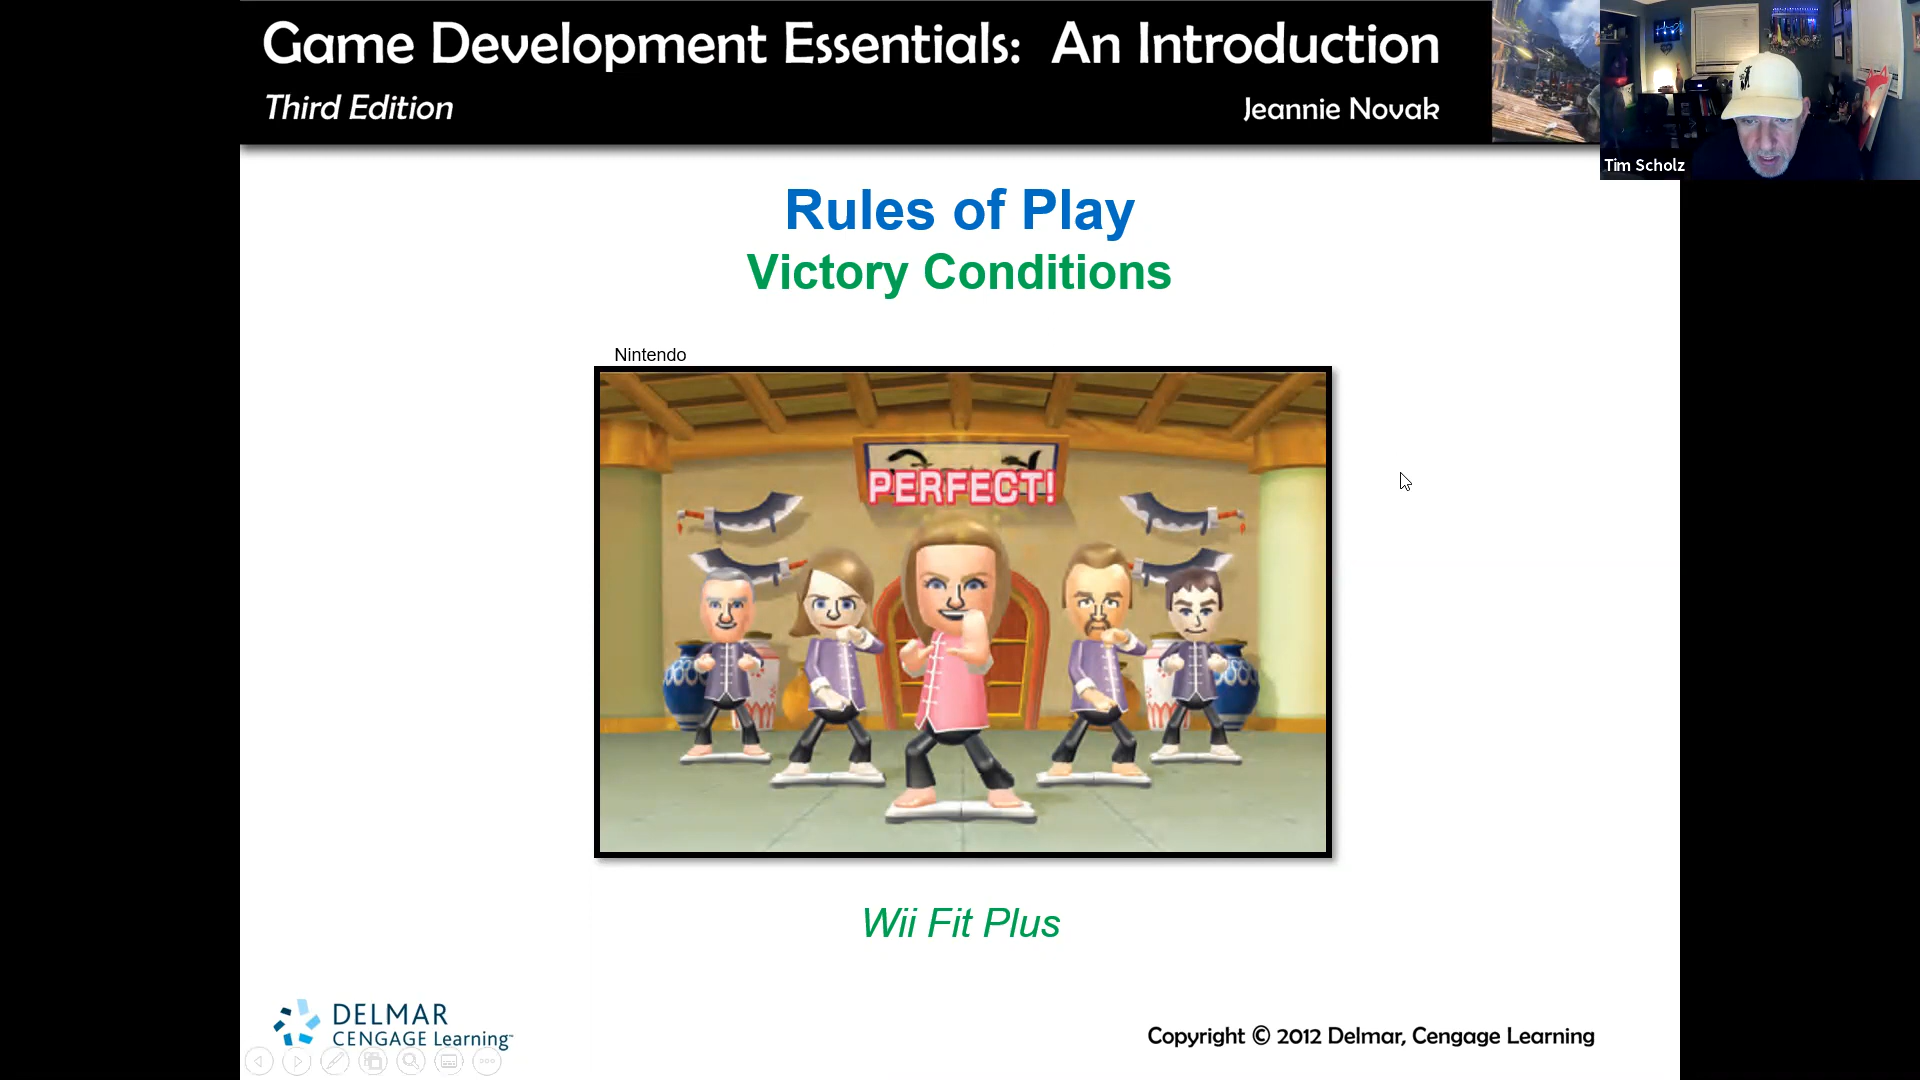 Game Development Essentials: An Introduction
Third Edition
Jeannie Novak
Tim Scholz
Rules of Play
Victory Conditions
Nintendo
PERFECT!
Wii Fit Plus
DELMAR
CENGAGE Learning™
Copyright © 2012 Delmar, Cengage Learning